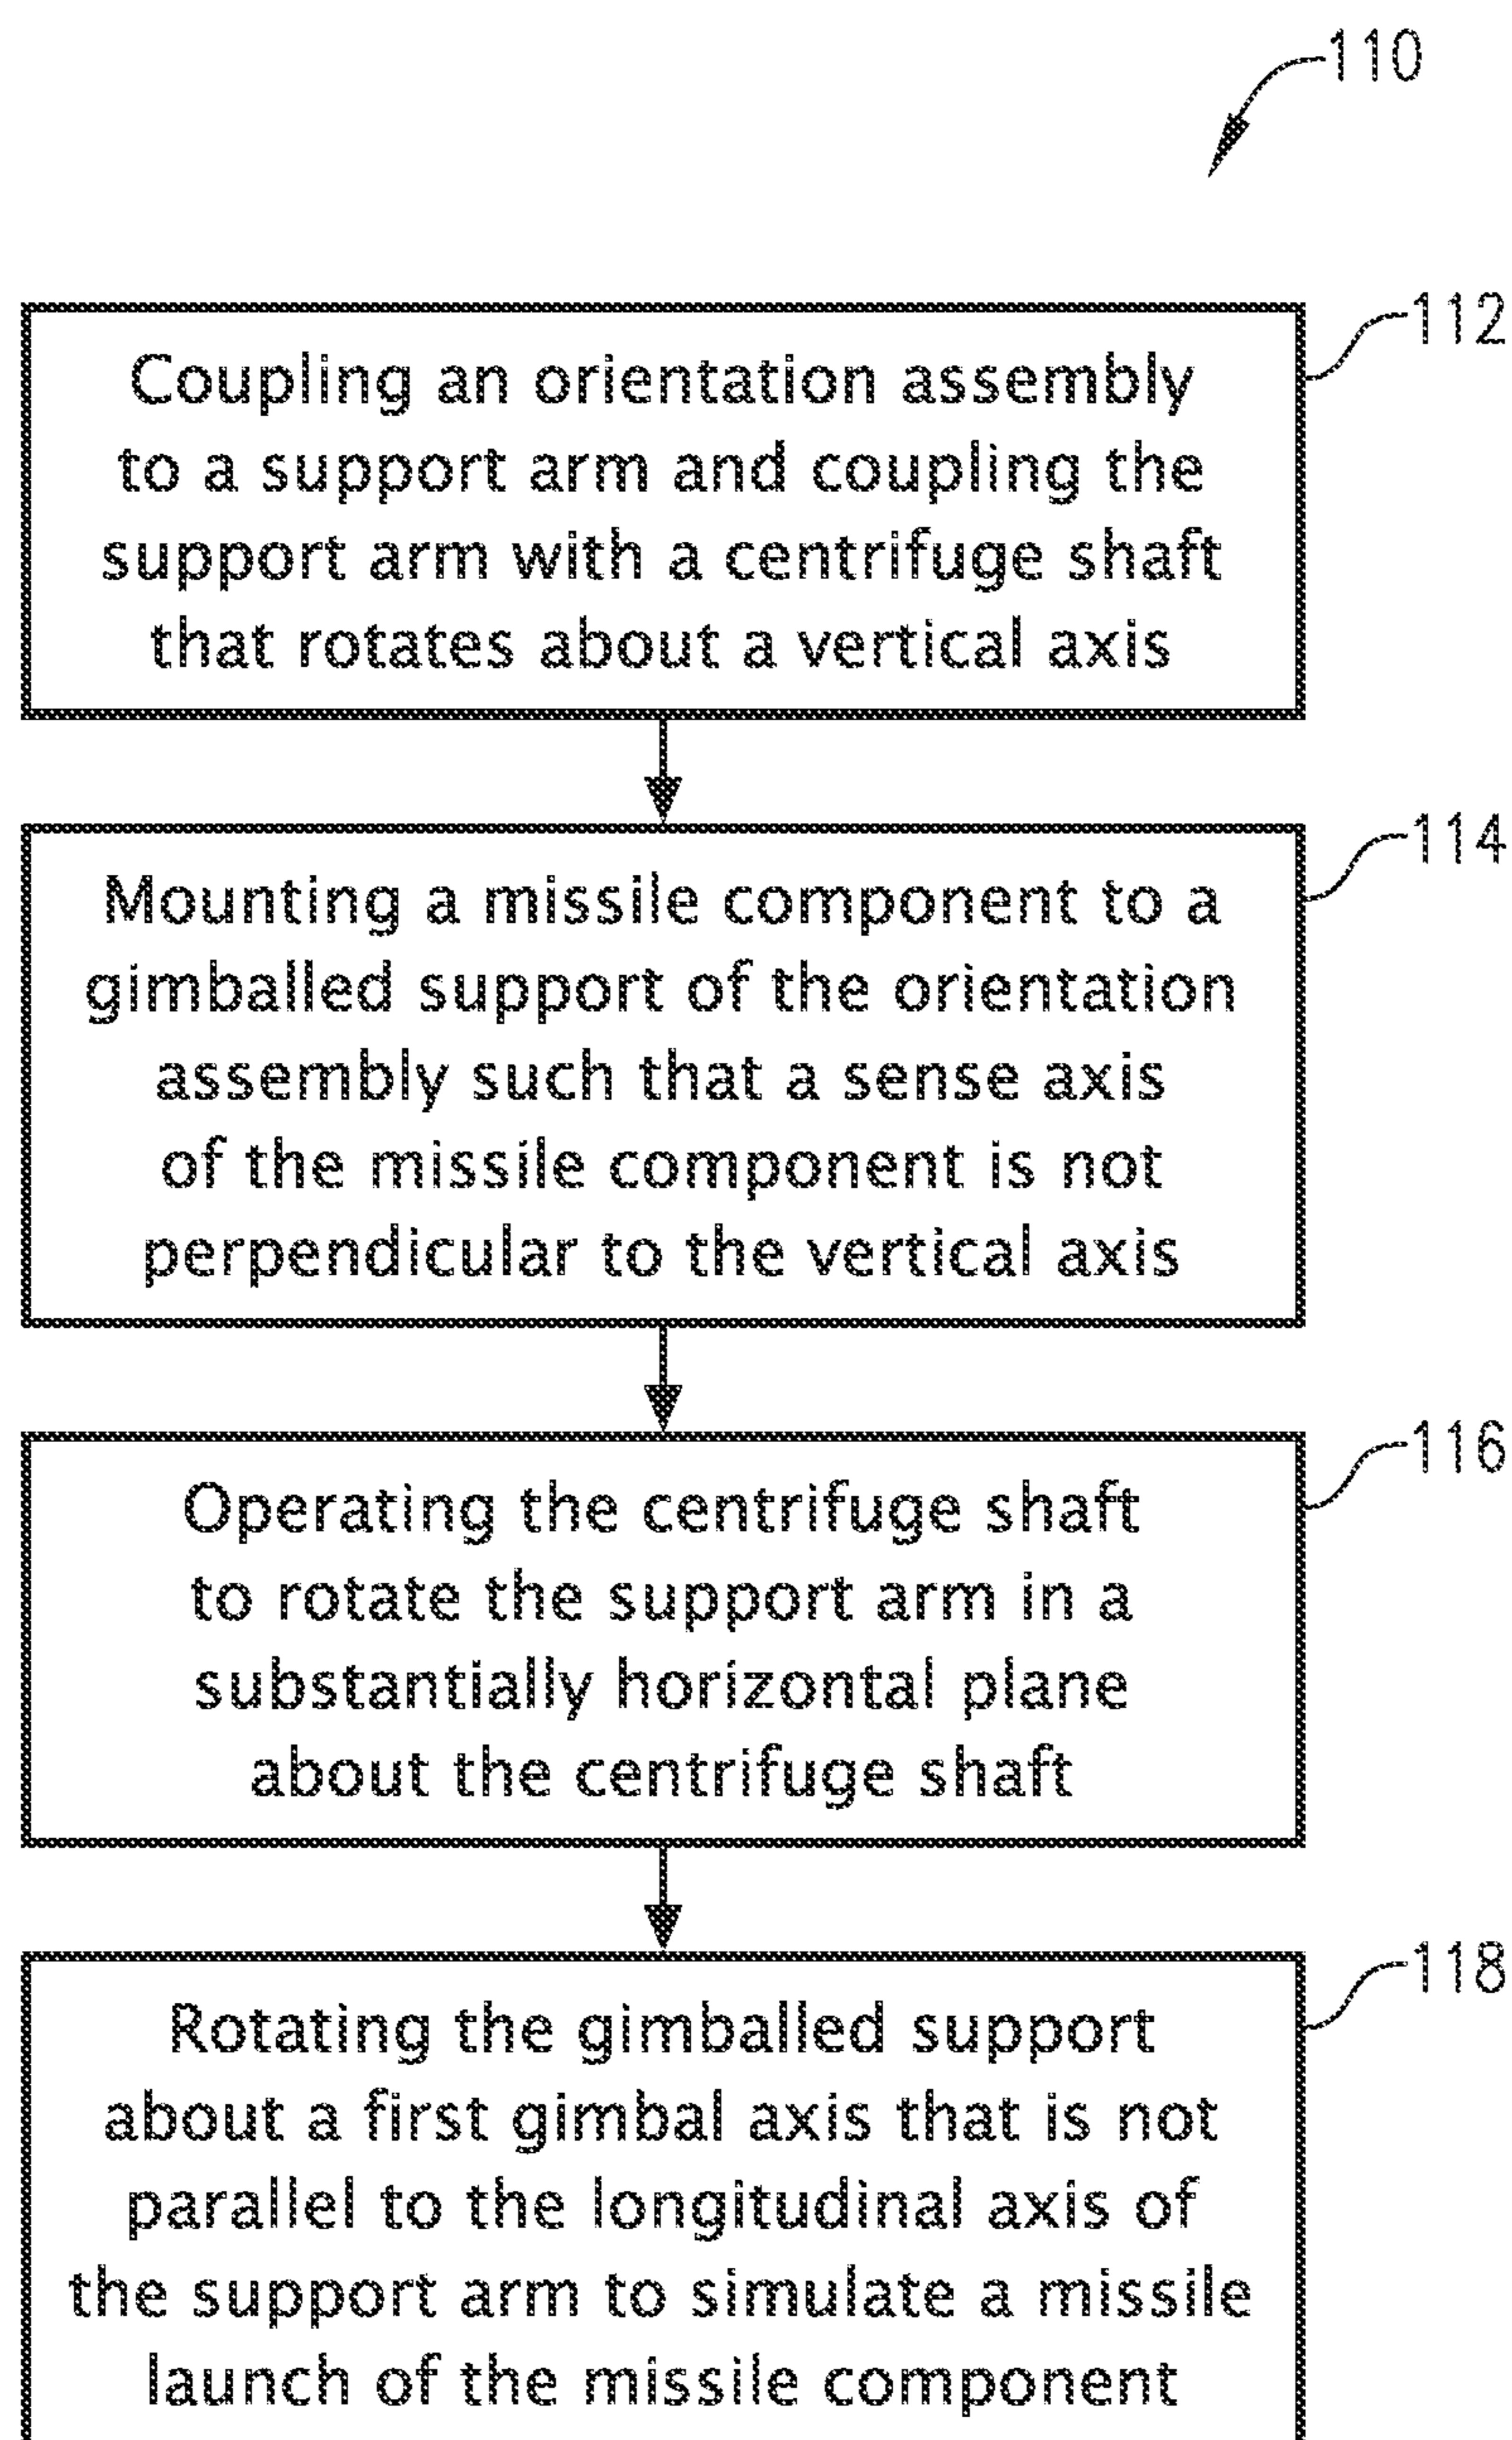 110
112
Coupling an orientation assembly
to a support arm and coupling the
support arm with a centrifuge shaft
that rotates about a vertical axis
114
Mounting a missile component to a
gimballed support of the orientation
assembly such that a sense axis
of the missile component is not
perpendicular to the vertical axis
116
Operating the centrifuge shaft
to rotate the support arm in a
substantially horizontal plane
about the centrifuge shaft
118
Rotating the gimballed support
about a first gimbal axis that is not
parallel to the longitudinal axis of
the support arm to simulate a missile
launch of the missile component